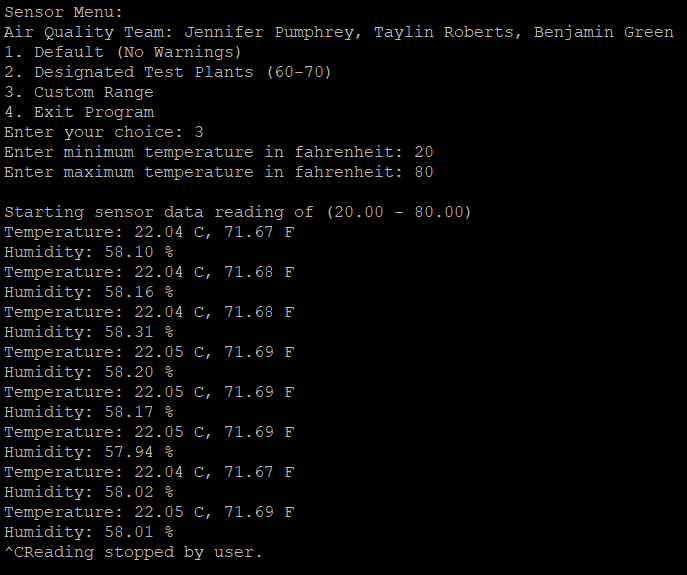 Sensor Menu:
Air Quality Team: Jennifer Pumphrey, Taylin Roberts, Benjamin Green
1. Default (No Warnings)
2. Designated Test Plants (60-70)
3. Custom Range
4. Exit Program
Enter your choice: 3
Enter minimum temperature in fahrenheit: 20
Enter maximum temperature in fahrenheit: 80

Starting sensor data reading of (20.00 - 80.00)
Temperature: 22.04 C, 71.67 F
Humidity: 58.10 %
Temperature: 22.04 C, 71.68 F
Humidity: 58.16 %
Temperature: 22.04 C, 71.68 F
Humidity: 58.31 %
Temperature: 22.05 C, 71.69 F
Humidity: 58.20 %
Temperature: 22.05 C, 71.69 F
Humidity: 58.17 %
Temperature: 22.05 C, 71.69 F
Humidity: 57.94 %
Temperature: 22.04 C, 71.67 F
Humidity: 58.02 %
Temperature: 22.05 C, 71.69 F
Humidity: 58.01 %
^CReading stopped by user.